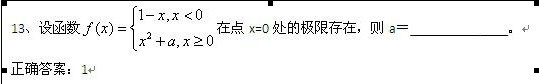 13、设函数 f(x)={1-x,x<0 x²+a,x≥0 在点 x=0 处的极限存在，则 a＝____________。
正确答案：1